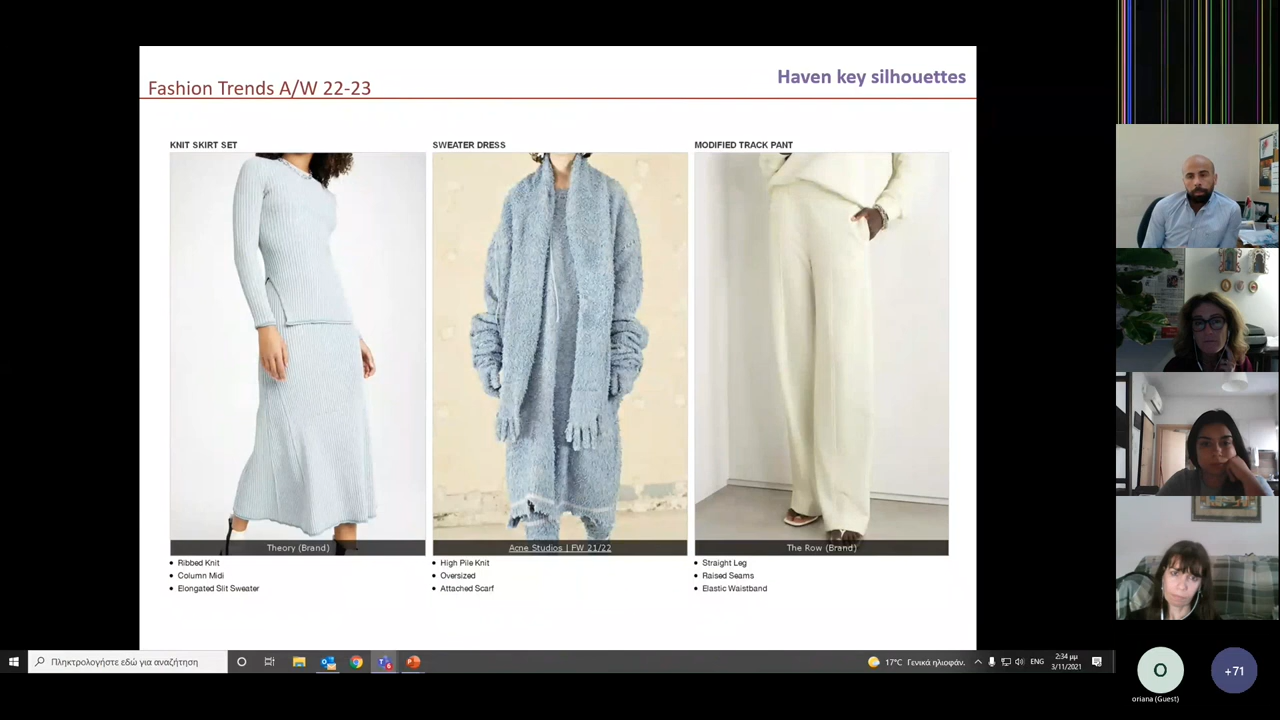 Haven key silhouettes
Fashion Trends A/W 22-23
KNIT SKIRT SET
SWEATER DRESS
MODIFIED TRACK PANT
Theory (Brand)
Acne Studios | FW 21/22
The Row (Brand)
• Ribbed Knit
• Column Midi
• Elongated Slit Sweater
• High Pile Knit
• Oversized
• Attached Scarf
• Straight Leg
• Raised Seams
• Elastic Waistband
Πληκτρολογήστε εδώ για αναζήτηση
17°C Γενικά ηλιοφάν.
ENG
2:34 μμ
3/11/2021
O
oriana (Guest)
+71